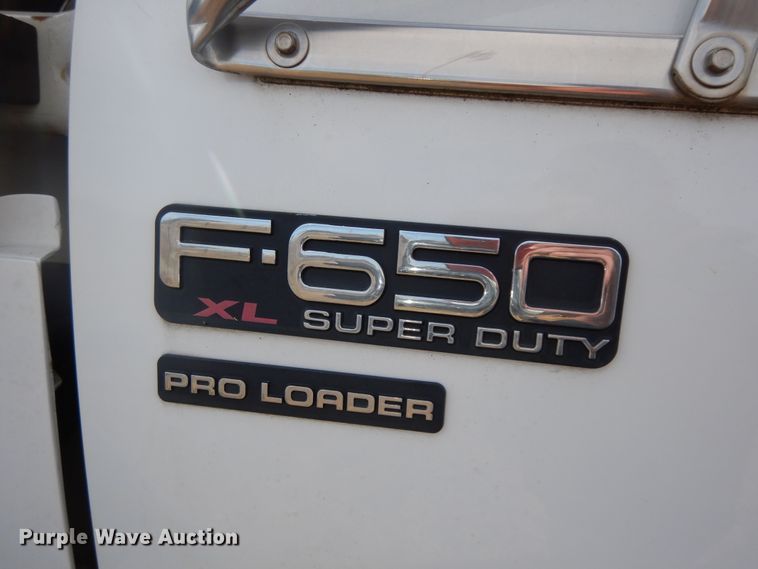 F-650
XL SUPER DUTY
PRO LOADER
Purple Wave Auction